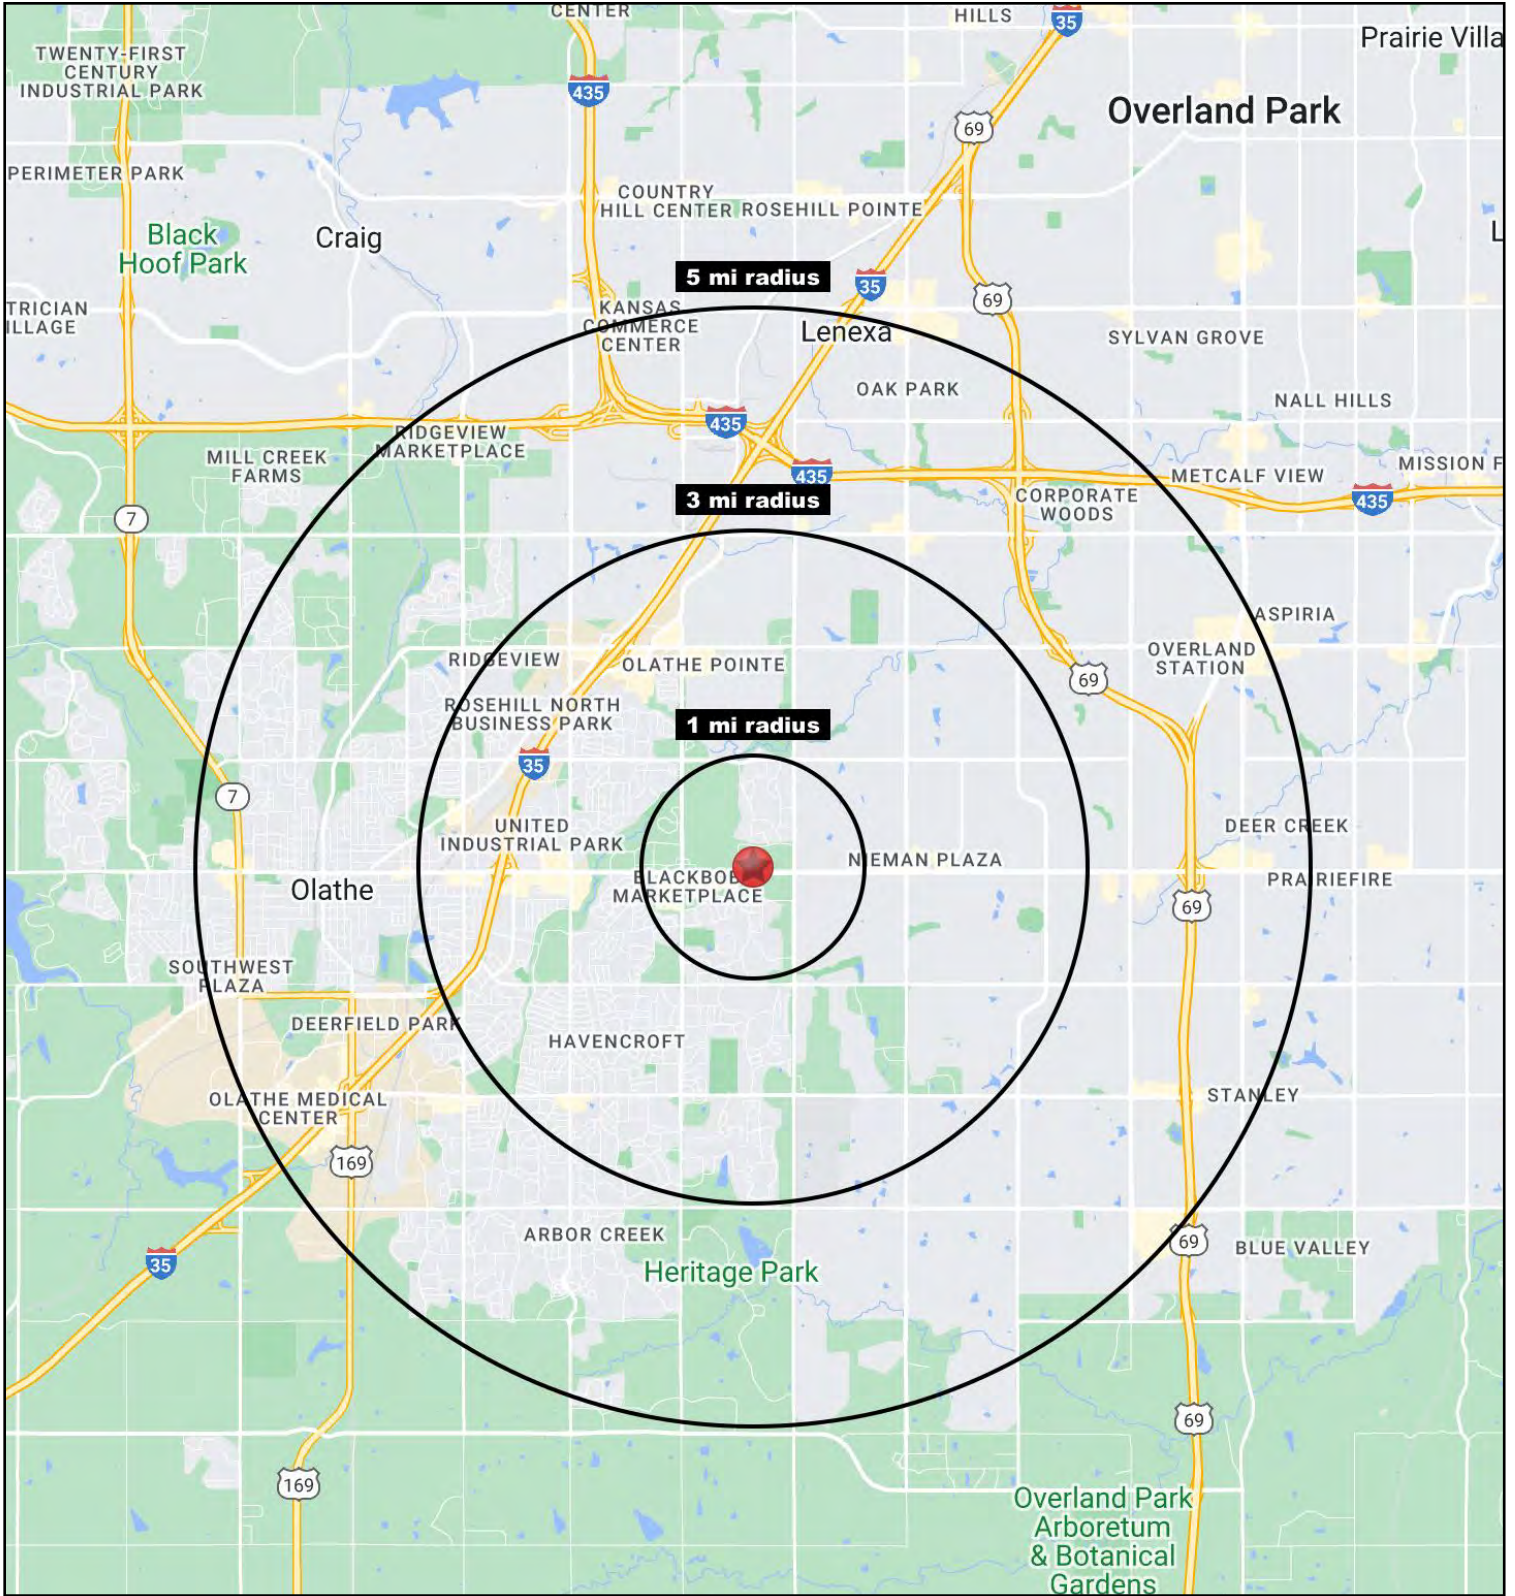 CENTER
HILLS
35
Prairie Villa
TWENTY-FIRST
CENTURY
INDUSTRIAL PARK
435
Overland Park
69
PERIMETER PARK
COUNTRY
HILL CENTER
ROSEHILL POINTE
Black
Hoof Park
Craig
L
5 mi radius
35
69
TRICIAN
ILLAGE
KANSAS
COMMERCE
CENTER
Lenexa
SYLVAN GROVE
OAK PARK
NALL HILLS
435
RIDGEVIEW
MARKETPLACE
MILL CREEK
FARMS
435
METCALF VIEW
MISSION F
3 mi radius
CORPORATE
WOODS
435
7
ASPIRIA
RIDGEVIEW
OLATHE POINTE
OVERLAND
STATION
69
ROSEHILL NORTH
BUSINESS PARK
1 mi radius
35
7
UNITED
INDUSTRIAL PARK
DEER CREEK
NIEMAN PLAZA
BLACKBOB
MARKETPLACE
Olathe
PRAIRIEFIRE
69
SOUTHWEST
PLAZA
DEERFIELD PARK
HAVENCROFT
OLATHE MEDICAL
CENTER
STANLEY
169
ARBOR CREEK
69
BLUE VALLEY
35
Heritage Park
69
169
Overland Park
Arboretum
& Botanical
Gardens